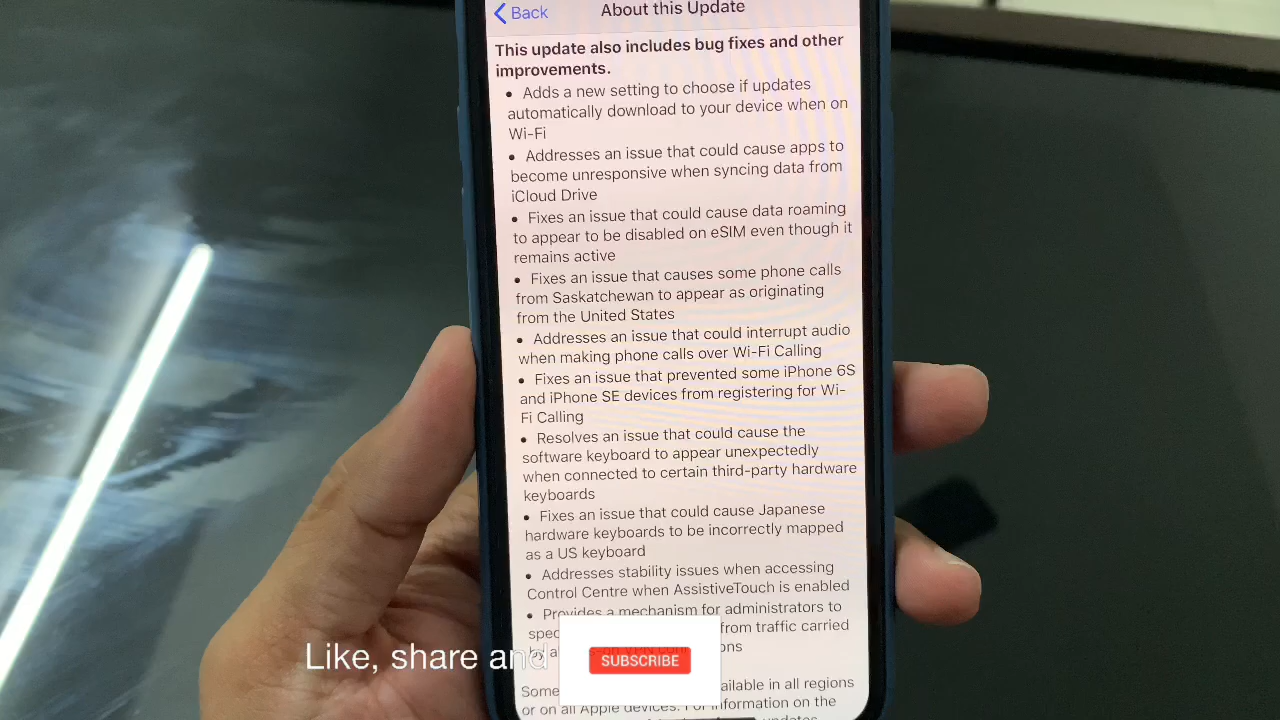 Back
About this Update
This update also includes bug fixes and other
improvements.
• Adds a new setting to choose if updates
automatically download to your device when on
Wi-Fi
• Addresses an issue that could cause apps to
become unresponsive when syncing data from
iCloud Drive
• Fixes an issue that could cause data roaming
to appear to be disabled on eSIM even though it
remains active
• Fixes an issue that causes some phone calls
from Saskatchewan to appear as originating
from the United States
• Addresses an issue that could interrupt audio
when making phone calls over Wi-Fi Calling
• Fixes an issue that prevented some iPhone 6S
and iPhone SE devices from registering for Wi-
Fi Calling
• Resolves an issue that could cause the
software keyboard to appear unexpectedly
when connected to certain third-party hardware
keyboards
• Fixes an issue that could cause Japanese
hardware keyboards to be incorrectly mapped
as a US keyboard
• Addresses stability issues when accessing
Control Centre when AssistiveTouch is enabled
• Provides a mechanism for administrators to
from traffic carried
Like, share and
SUBSCRIBE
Some ailable in all regions
or on all Apple devices. For information on the